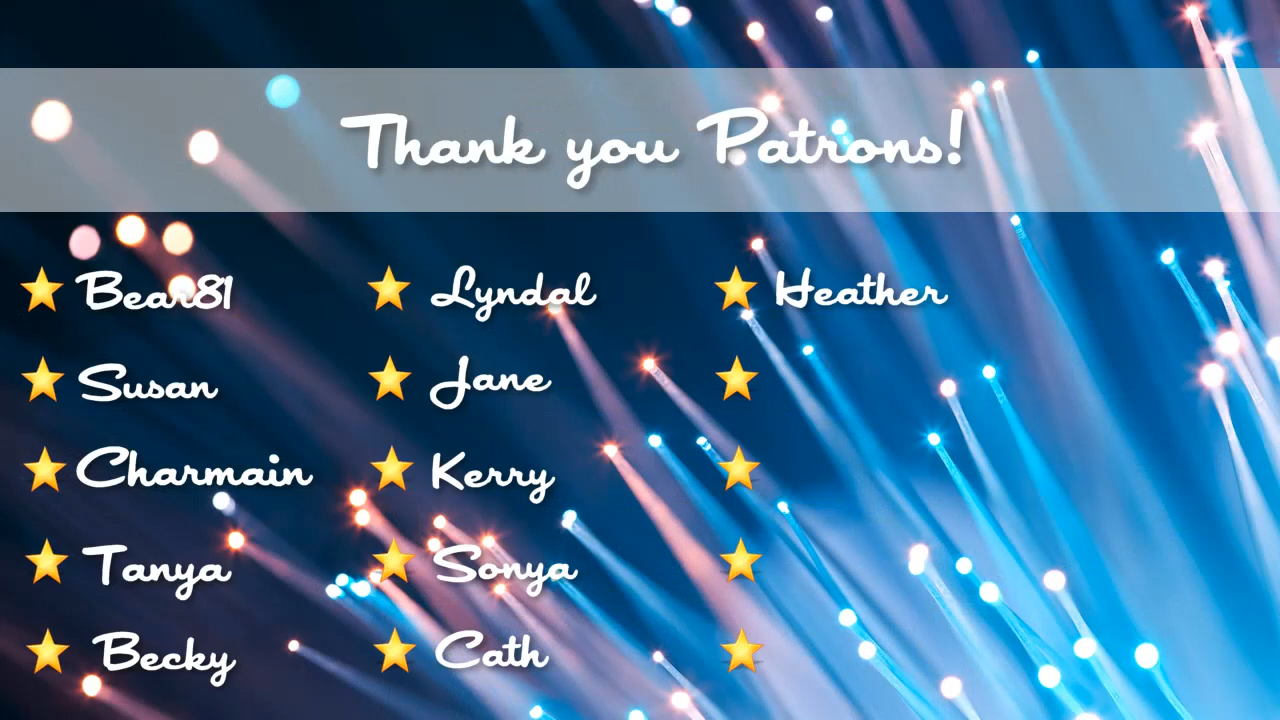 Thank you Patrons!
Bear81
Susan
Charmain
Tanya
Becky
Lyndal
Jane
Kerry
Sonya
Cath
Heather